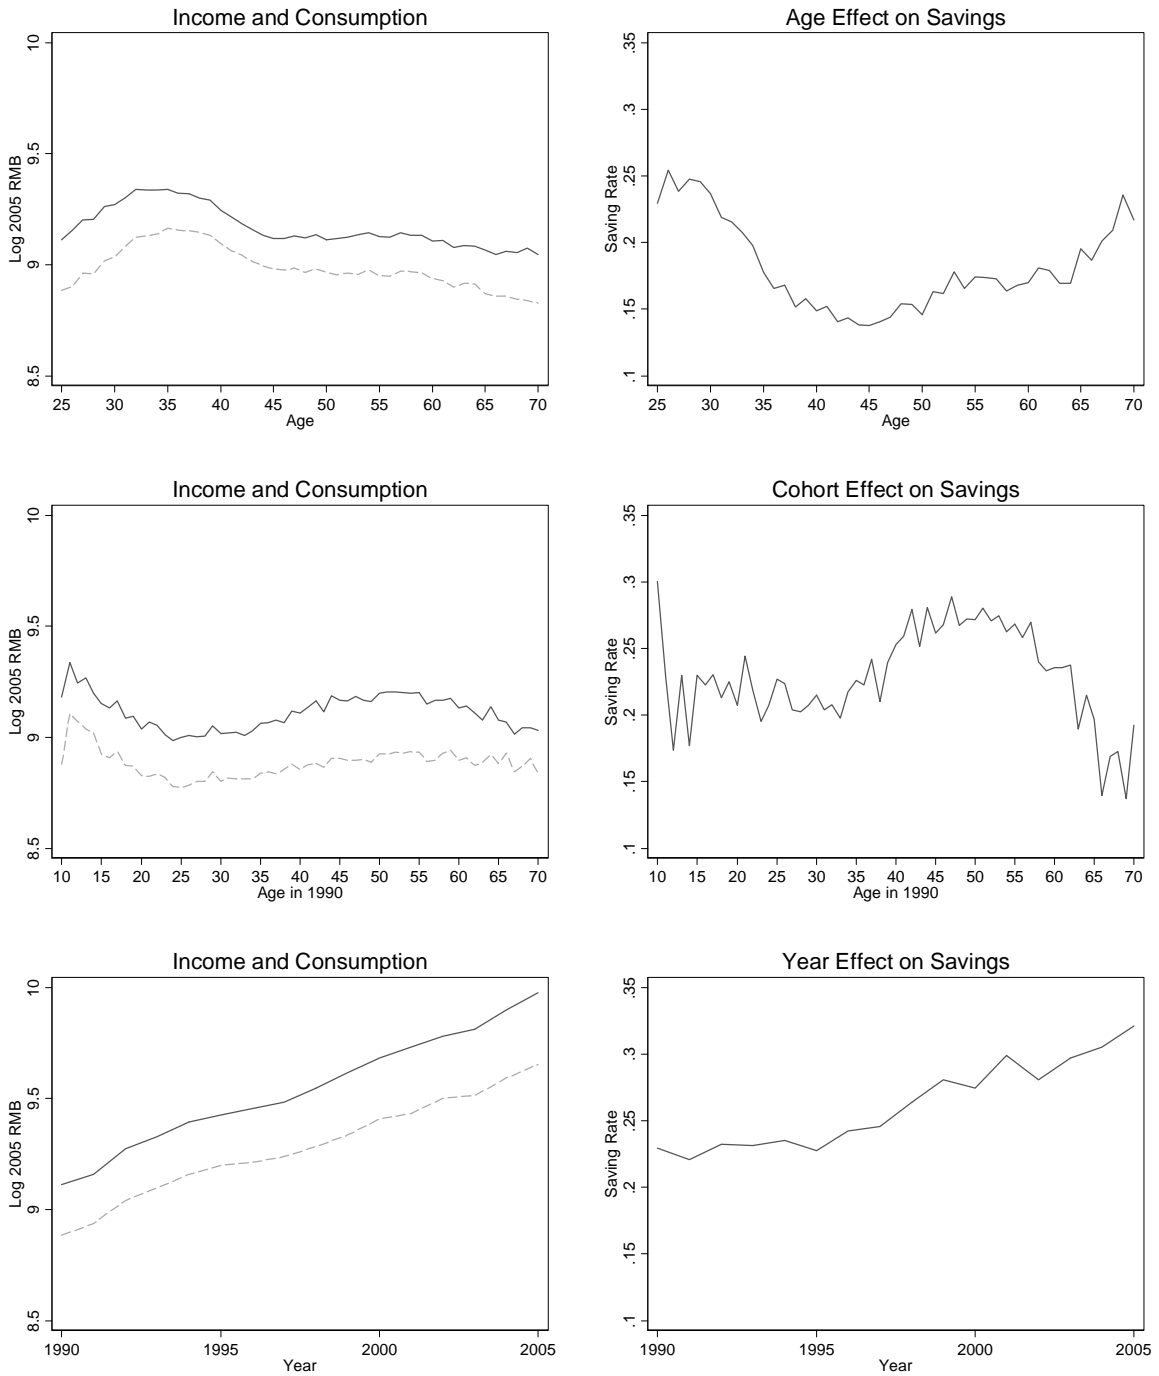 Income and Consumption
Log 2005 RMB
10
9.5
9
8.5
25 30 35 40 45 50 55 60 65 70
Age
Age Effect on Savings
Saving Rate
.35
.3
.25
.2
.15
.1
25 30 35 40 45 50 55 60 65 70
Age
Income and Consumption
Log 2005 RMB
10
9.5
9
8.5
10 15 20 25 30 35 40 45 50 55 60 65 70
Age in 1990
Cohort Effect on Savings
Saving Rate
.35
.3
.25
.2
.15
.1
10 15 20 25 30 35 40 45 50 55 60 65 70
Age in 1990
Income and Consumption
Log 2005 RMB
10
9.5
9
8.5
1990 1995 2000 2005
Year
Year Effect on Savings
Saving Rate
.35
.3
.25
.2
.15
.1
1990 1995 2000 2005
Year